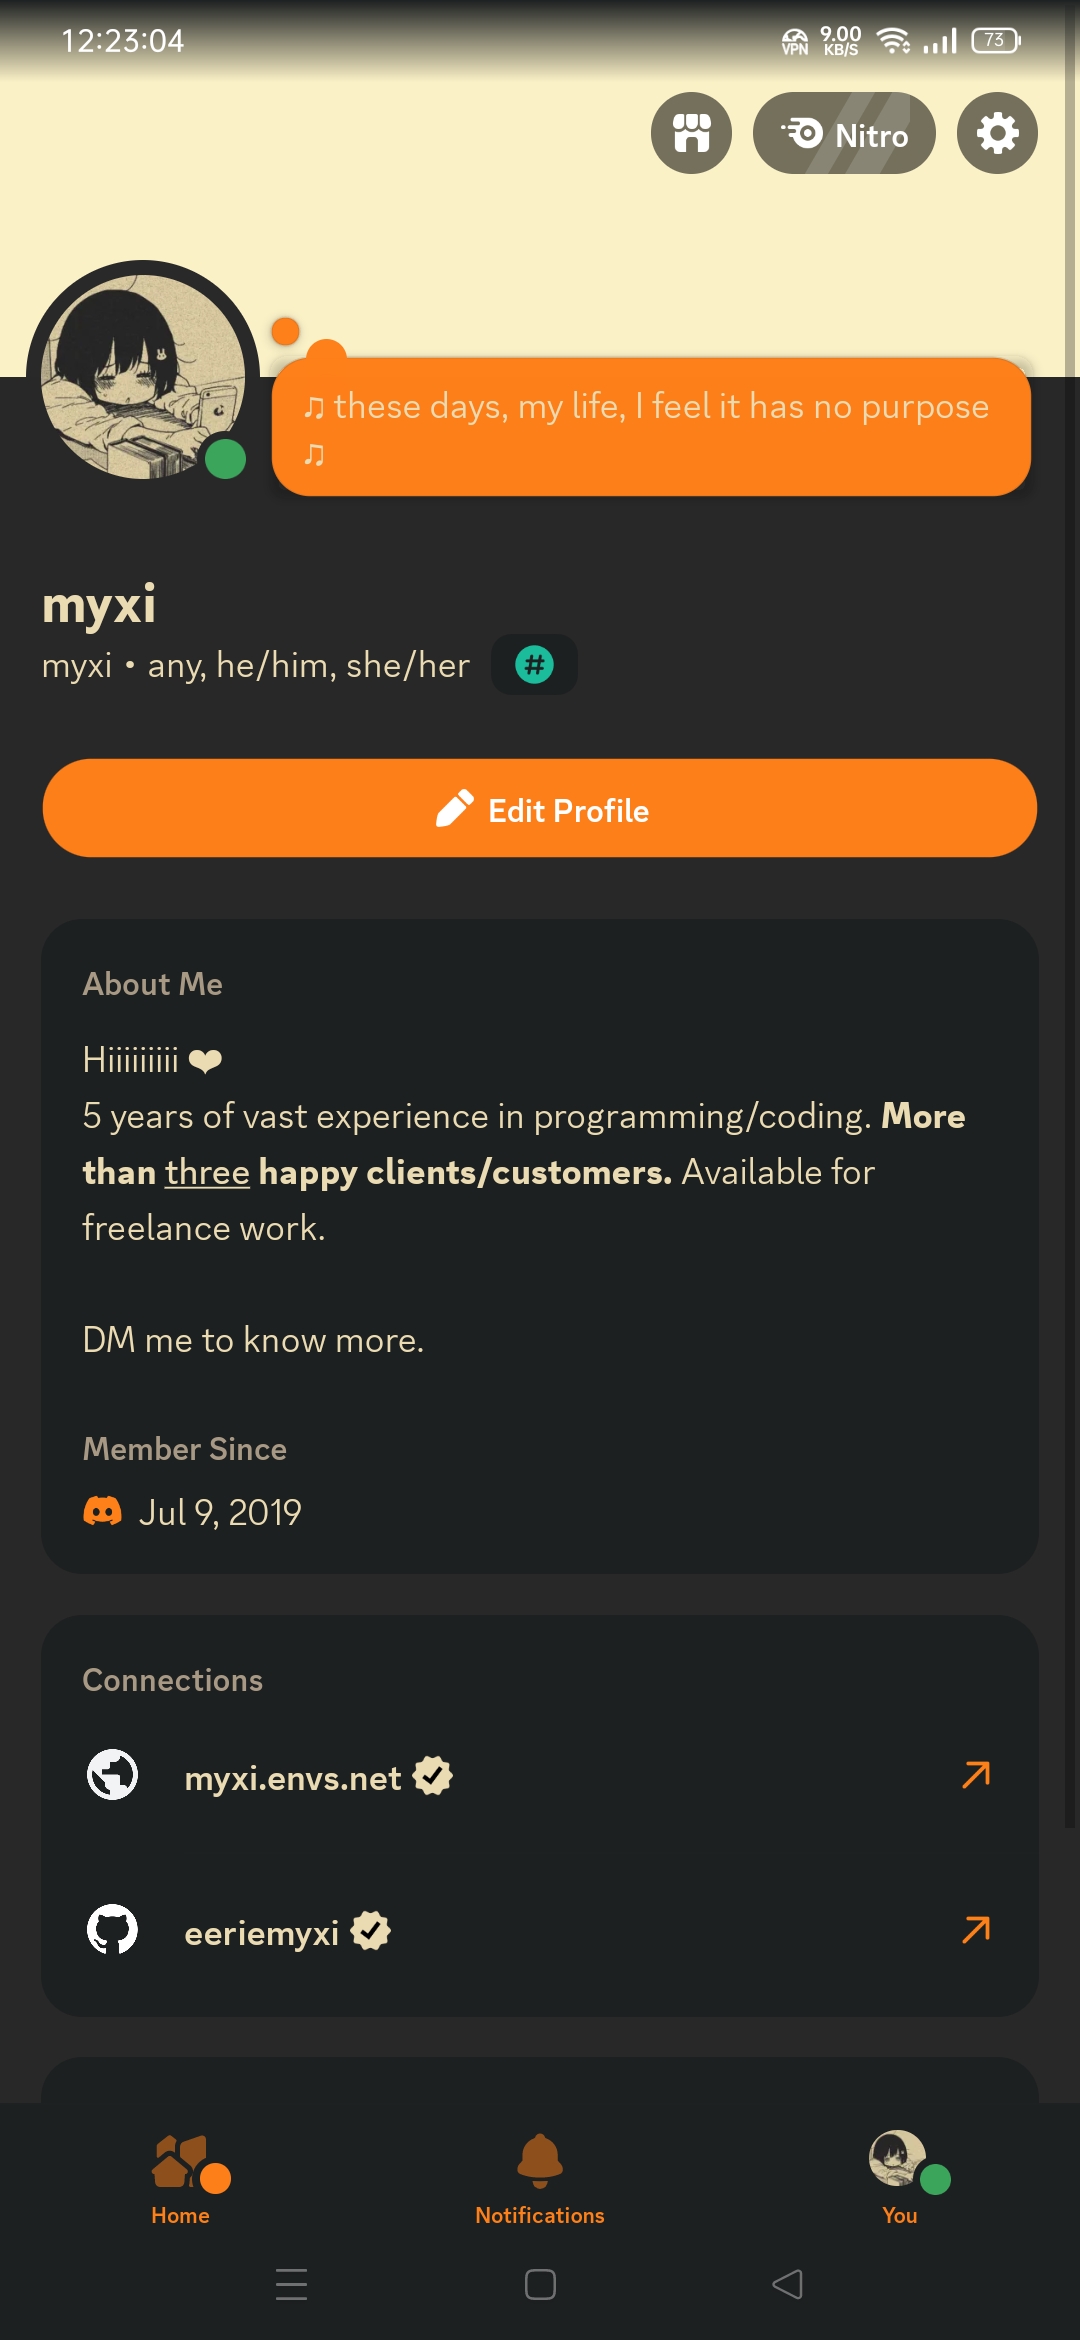 12:23:04
VPN
9.00
KB/S
73
Nitro
♫ these days, my life, I feel it has no purpose
♫
myxi
myxi • any, he/him, she/her
#
Edit Profile
About Me
Hiiiiiiiii ❤
5 years of vast experience in programming/coding. More
than three happy clients/customers. Available for
freelance work.
DM me to know more.
Member Since
Jul 9, 2019
Connections
myxi.envs.net
eeriemyxi
Home
Notifications
You